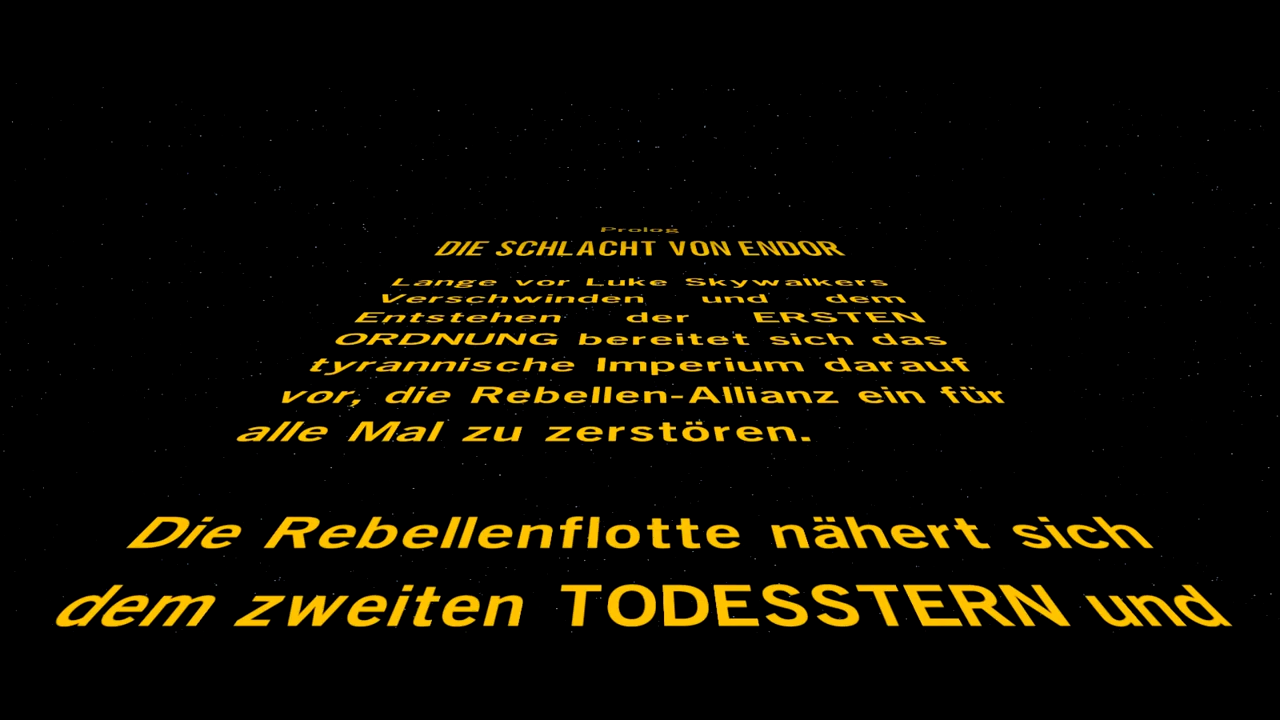 Prolog
DIE SCHLACHT VON ENDOR
Lange vor Luke Skywalkers
Verschwinden und dem
Entstehen der ERSTEN
ORDNUNG bereitet sich das
tyrannische Imperium darauf
vor, die Rebellen-Allianz ein für
alle Mal zu zerstören.
Die Rebellenflotte nähert sich
dem zweiten TODESSTERN und